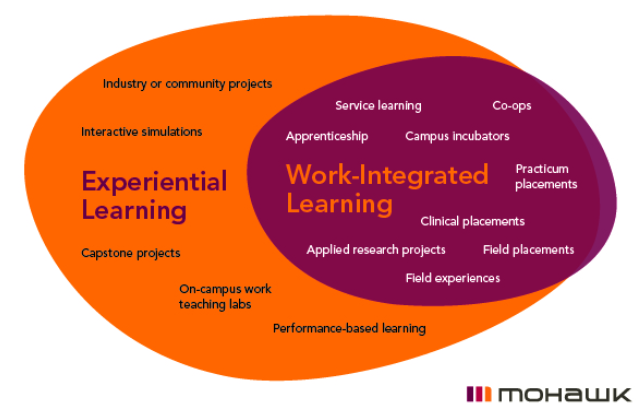 Industry or community projects
Interactive simulations
Experiential
Learning
Capstone projects
On-campus work
teaching labs
Performance-based learning
Service learning
Co-ops
Apprenticeship
Campus incubators
Work-Integrated
Learning
Practicum
placements
Clinical placements
Applied research projects
Field placements
Field experiences
mohawk